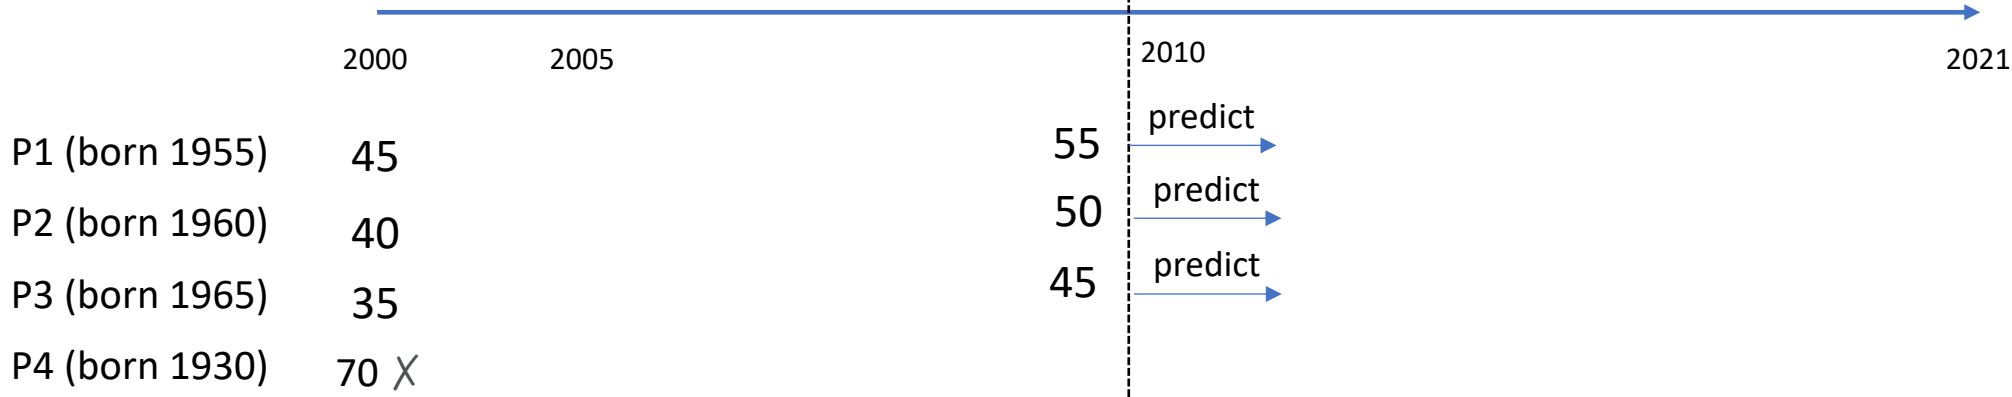 2000 2005 2010 2021
predict
P1 (born 1955) 45 55
predict
P2 (born 1960) 40 50
predict
P3 (born 1965) 35 45
P4 (born 1930) 70 X